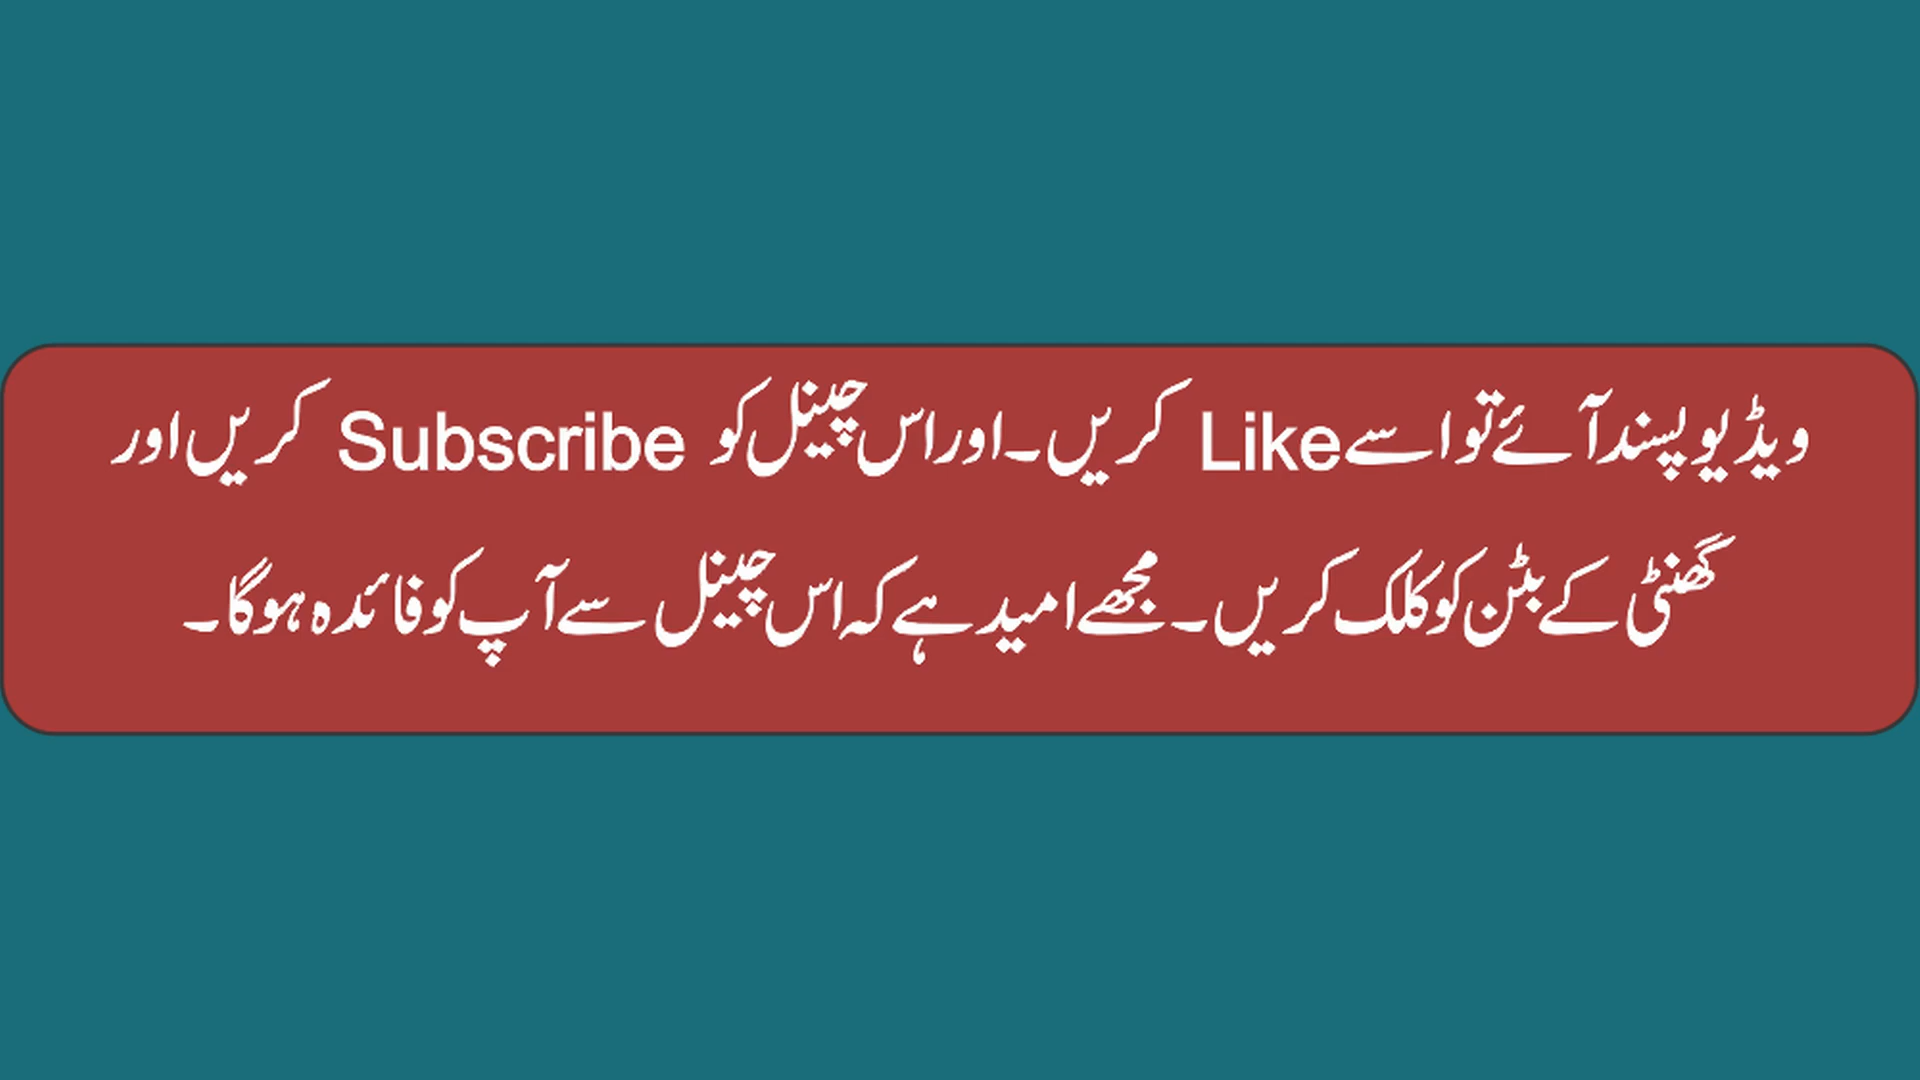 ویڈیو پسند آئے تو اسے Like کریں۔ اور اس چینل کو Subscribe کریں اور
گھنٹی کے بٹن کو کلک کریں۔ مجھے امید ہے کہ اس چینل سے آپ کو فائدہ ہوگا۔